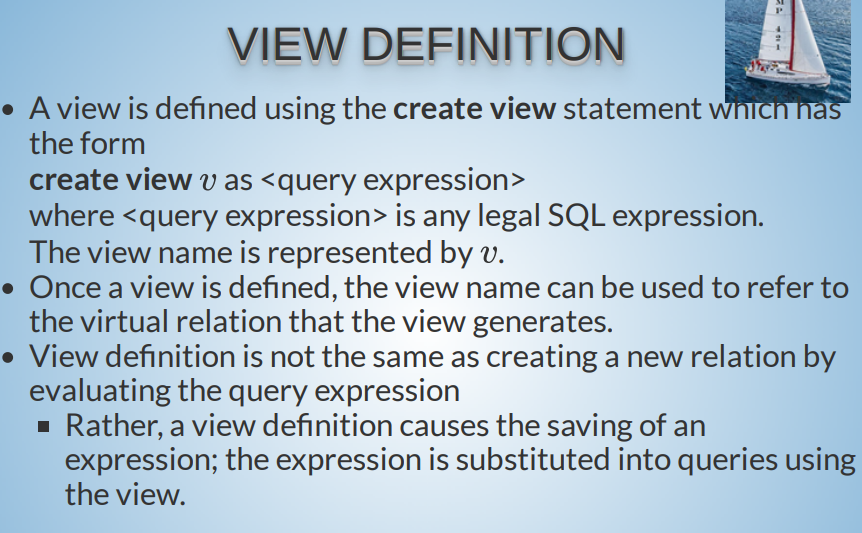 VIEW DEFINITION
MP 421
• A view is defined using the create view statement which has
the form
create view v as <query expression>
where <query expression> is any legal SQL expression.
The view name is represented by v.
• Once a view is defined, the view name can be used to refer to
the virtual relation that the view generates.
• View definition is not the same as creating a new relation by
evaluating the query expression
▪ Rather, a view definition causes the saving of an
expression; the expression is substituted into queries using
the view.